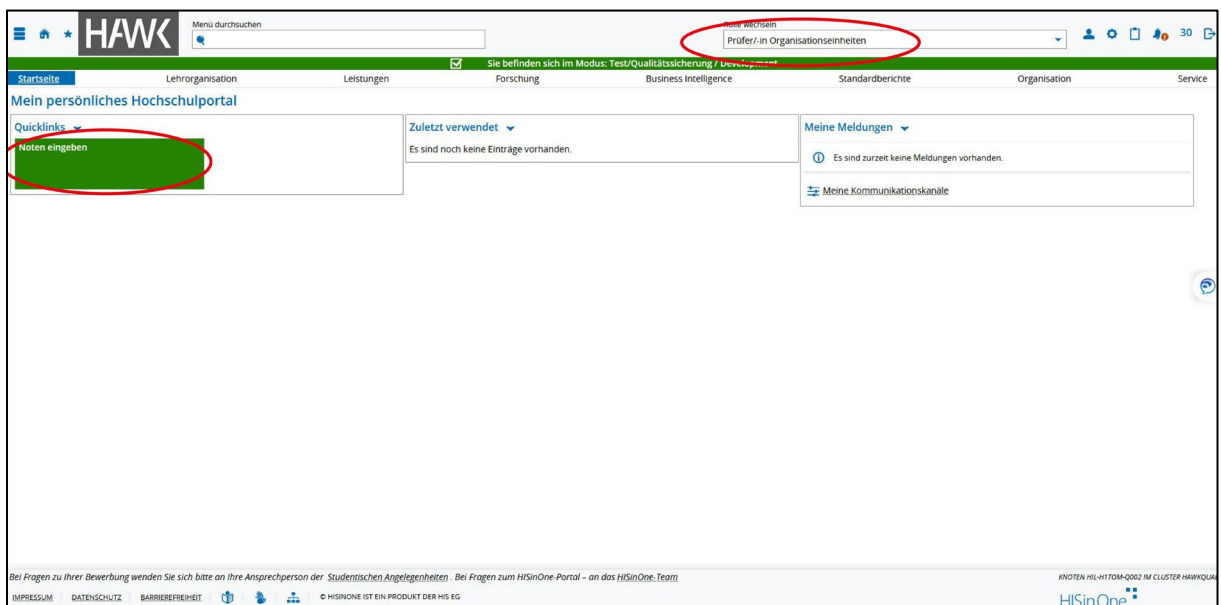 HAWK
Menü durchsuchen
Rolle wechseln
Prüfer/-in Organisationseinheiten
30
Sie befinden sich im Modus: Test/Qualitätssicherung / Development
Startseite Lehrorganisation Leistungen Forschung Business Intelligence Standardberichte Organisation Service
Mein persönliches Hochschulportal
Quicklinks
Noten eingeben
Zuletzt verwendet
Es sind noch keine Einträge vorhanden.
Meine Meldungen
Es sind zurzeit keine Meldungen vorhanden.
Meine Kommunikationskanäle
Bei Fragen zu Ihrer Bewerbung wenden Sie sich bitte an Ihre Ansprechperson der Studentischen Angelegenheiten . Bei Fragen zum HISinOne-Portal – an das HISinOne-Team
KNOTEN HIL-H1TOM-Q002 IM CLUSTER HAWKQUA
IMPRESSUM DATENSCHUTZ BARRIEREFREIHEIT © HISINONE IST EIN PRODUKT DER HIS EG
HISinOne